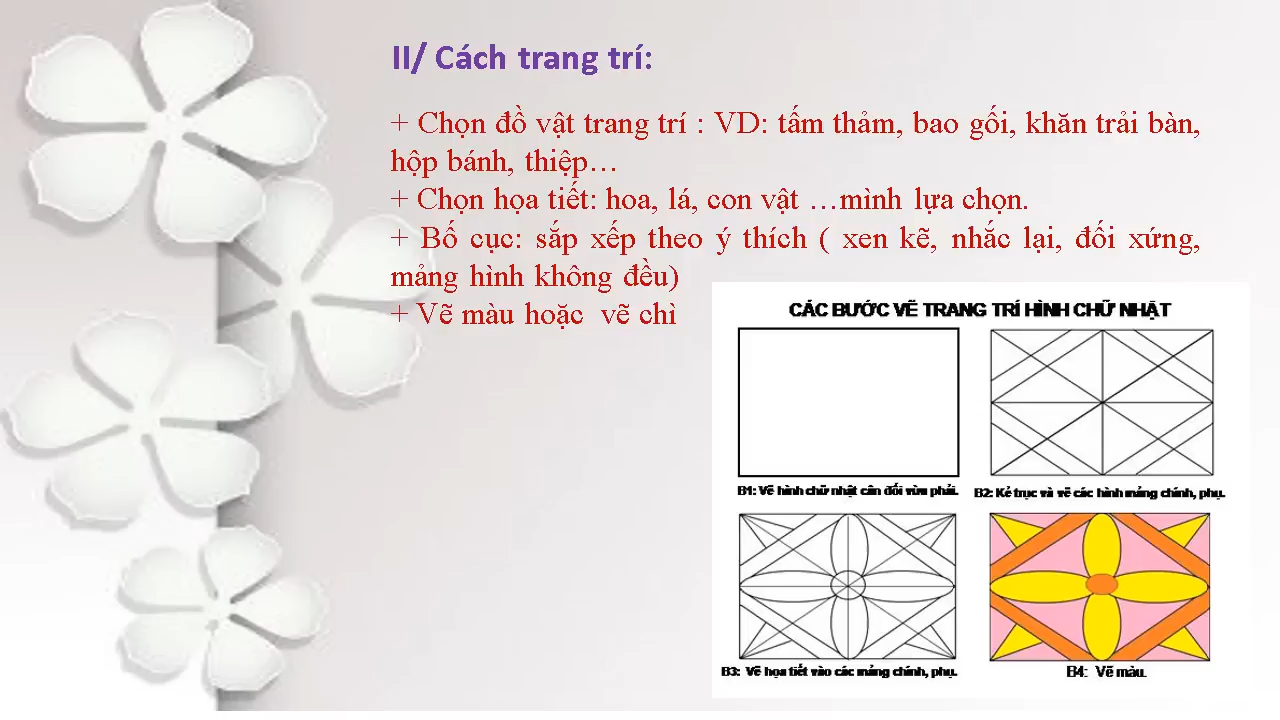 II/ Cách trang trí:
+ Chọn đồ vật trang trí : VD: tấm thảm, bao gối, khăn trải bàn,
hộp bánh, thiệp…
+ Chọn họa tiết: hoa, lá, con vật …mình lựa chọn.
+ Bố cục: sắp xếp theo ý thích ( xen kẽ, nhắc lại, đối xứng,
mảng hình không đều)
+ Vẽ màu hoặc vẽ chì
CÁC BƯỚC VẼ TRANG TRÍ HÌNH CHỮ NHẬT
B1: Vẽ hình chữ nhật cân đối vừa phải.
B2: Kẻ trục và vẽ các hình mảng chính, phụ.
B3: Vẽ họa tiết vào các mảng chính, phụ.
B4: Vẽ màu.